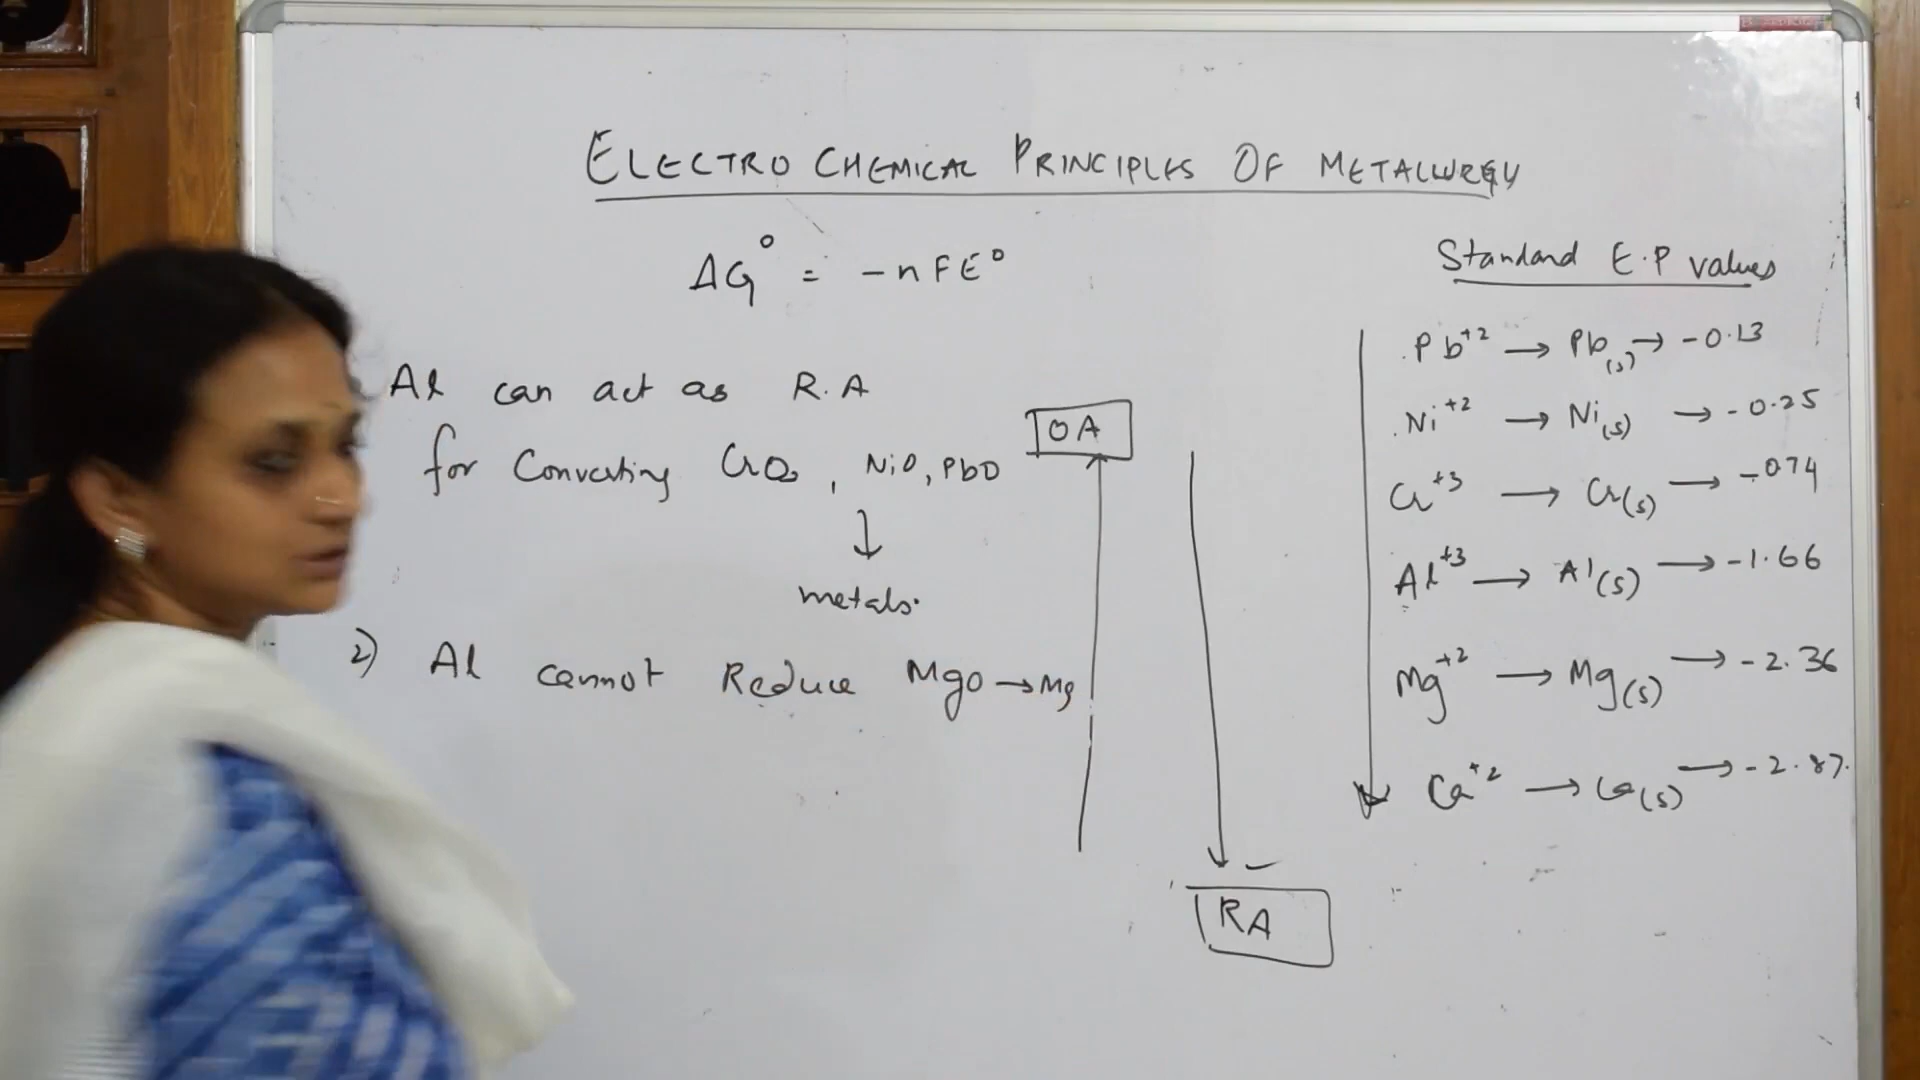 ELECTRO CHEMICAL PRINCIPLES OF METALLURGY
ΔG° = -nFE°
Al can act as R.A
for Converting CrO₃, NiO, PbO
↓
metals.
2) Al cannot Reduce MgO → Mg
OA
RA
Standard E.P values
Pb⁺² → Pb(s) → -0.13
Ni⁺² → Ni(s) → -0.25
Cr⁺³ → Cr(s) → -0.74
Al⁺³ → Al(s) → -1.66
Mg⁺² → Mg(s) → -2.36
Ca⁺² → Ca(s) → -2.87.